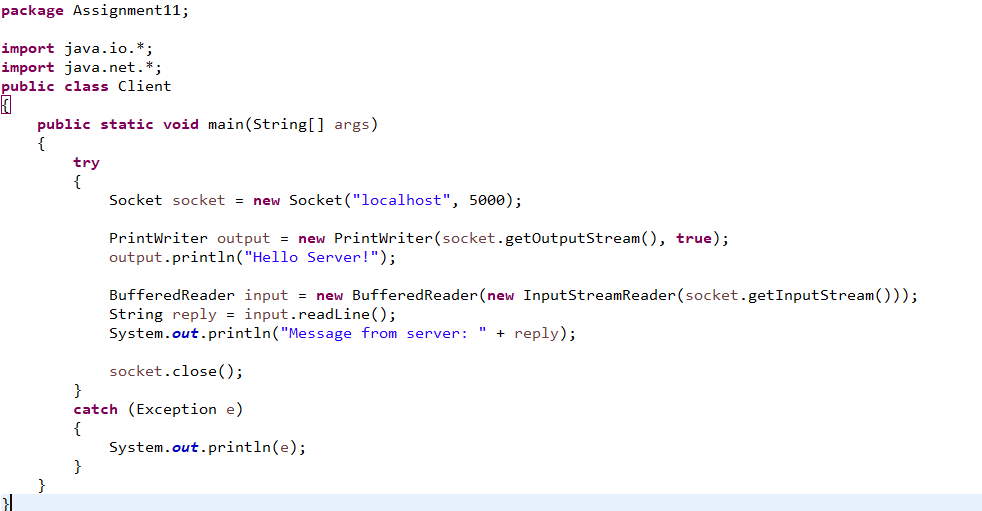 package Assignment11;
import java.io.*;
import java.net.*;
public class Client
{
public static void main(String[] args)
{
try
{
Socket socket = new Socket("localhost", 5000);
PrintWriter output = new PrintWriter(socket.getOutputStream(), true);
output.println("Hello Server!");
BufferedReader input = new BufferedReader(new InputStreamReader(socket.getInputStream()));
String reply = input.readLine();
System.out.println("Message from server: " + reply);
socket.close();
}
catch (Exception e)
{
System.out.println(e);
}
}
}